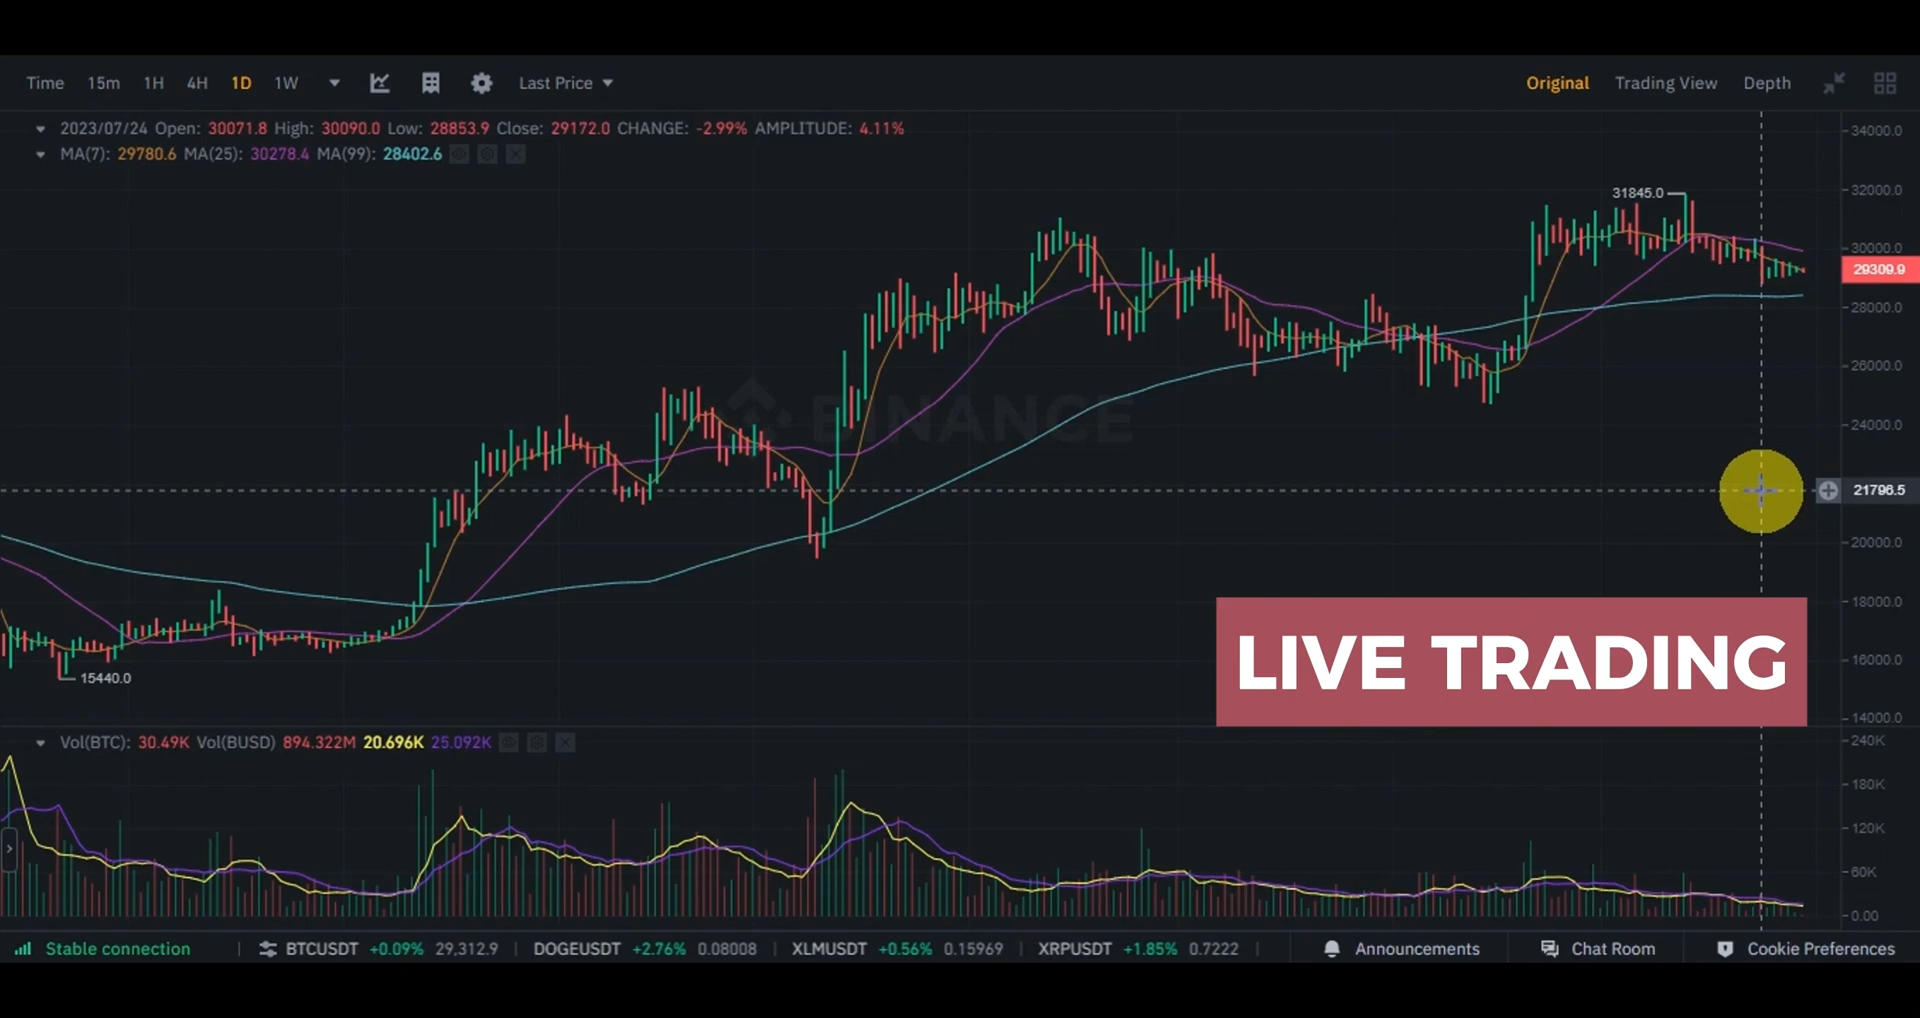 Time 15m 1H 4H 1D 1W Last Price Original Trading View Depth
2023/07/24 Open: 30071.8 High: 30090.0 Low: 28853.9 Close: 29172.0 CHANGE: -2.99% AMPLITUDE: 4.11%
MA(7): 29780.6 MA(25): 30278.4 MA(99): 28402.6
34000.0
31845.0
32000.0
30000.0
29309.9
28000.0
26000.0
BINANCE
24000.0
21796.5
20000.0
18000.0
LIVE TRADING
16000.0
15440.0
14000.0
Vol(BTC): 30.49K Vol(BUSD) 894.322M 20.696K 25.092K
240K
180K
120K
60K
0.00
Stable connection BTCUSDT +0.09% 29,312.9 DOGEUSDT +2.76% 0.08008 XLMUSDT +0.56% 0.15969 XRPUSDT +1.85% 0.7222 Announcements Chat Room Cookie Preferences